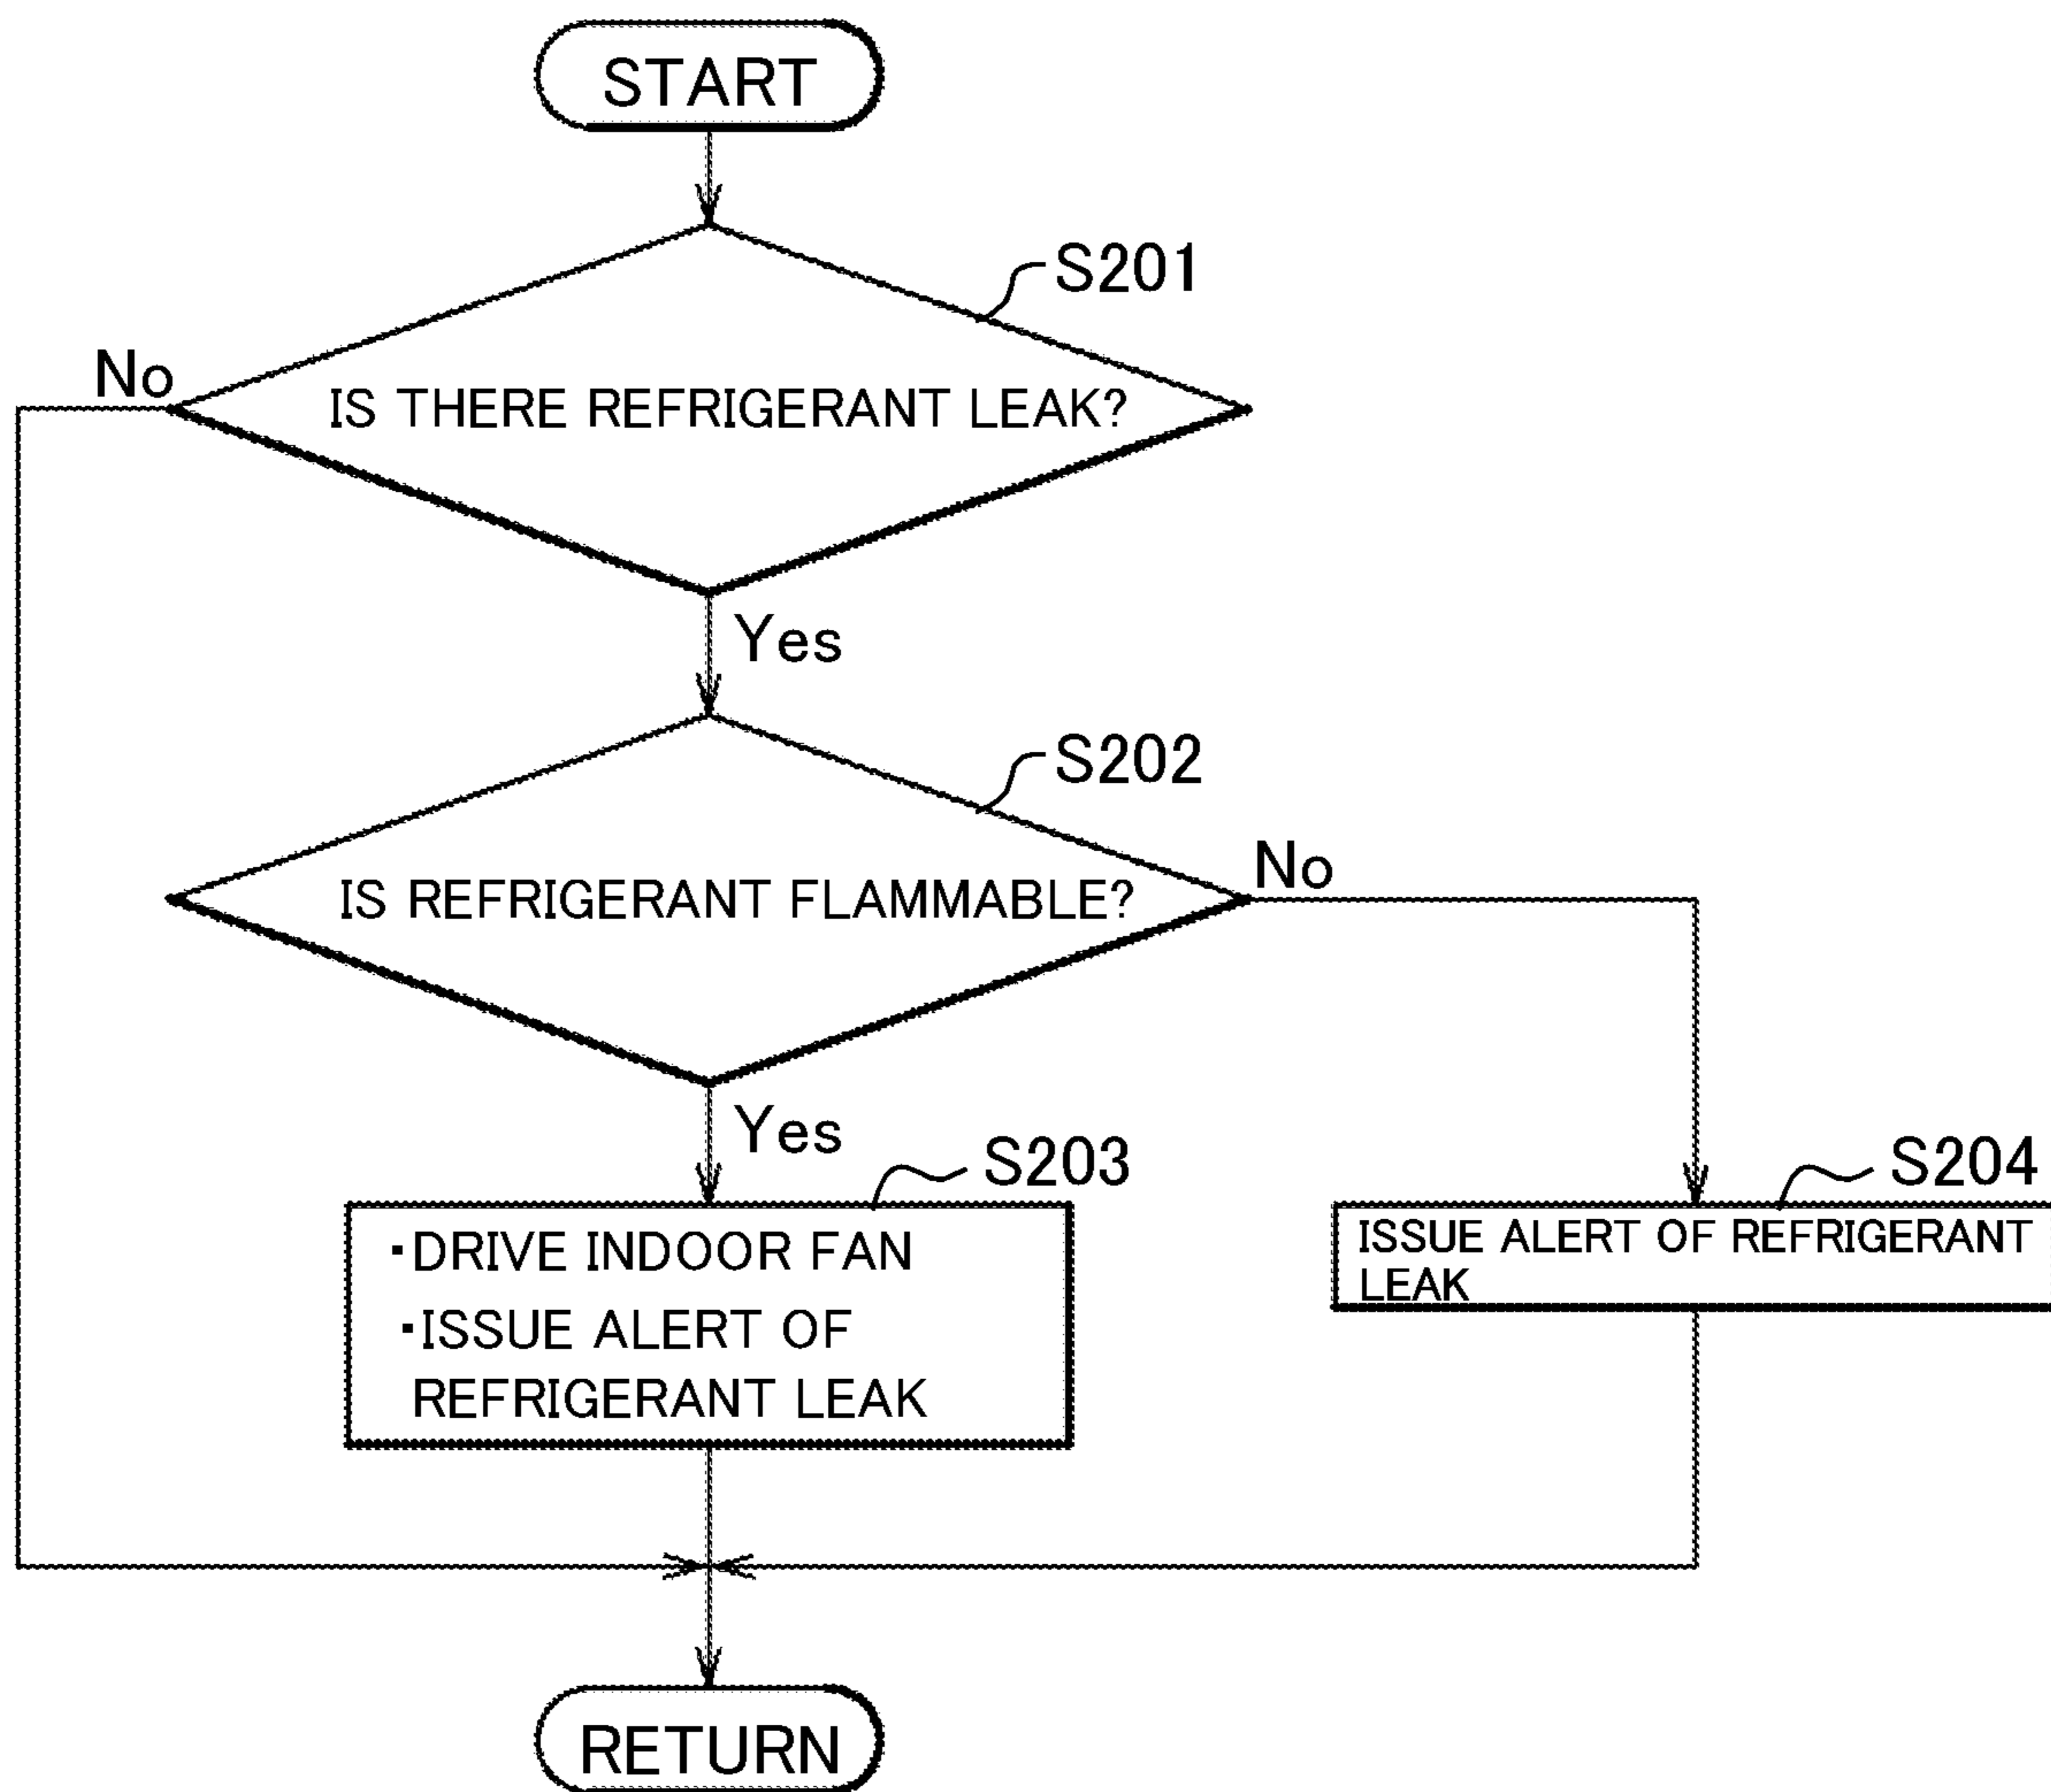 START
S201
No
IS THERE REFRIGERANT LEAK?
Yes
S202
No
IS REFRIGERANT FLAMMABLE?
Yes
S203
・DRIVE INDOOR FAN
・ISSUE ALERT OF
REFRIGERANT LEAK
S204
ISSUE ALERT OF REFRIGERANT
LEAK
RETURN